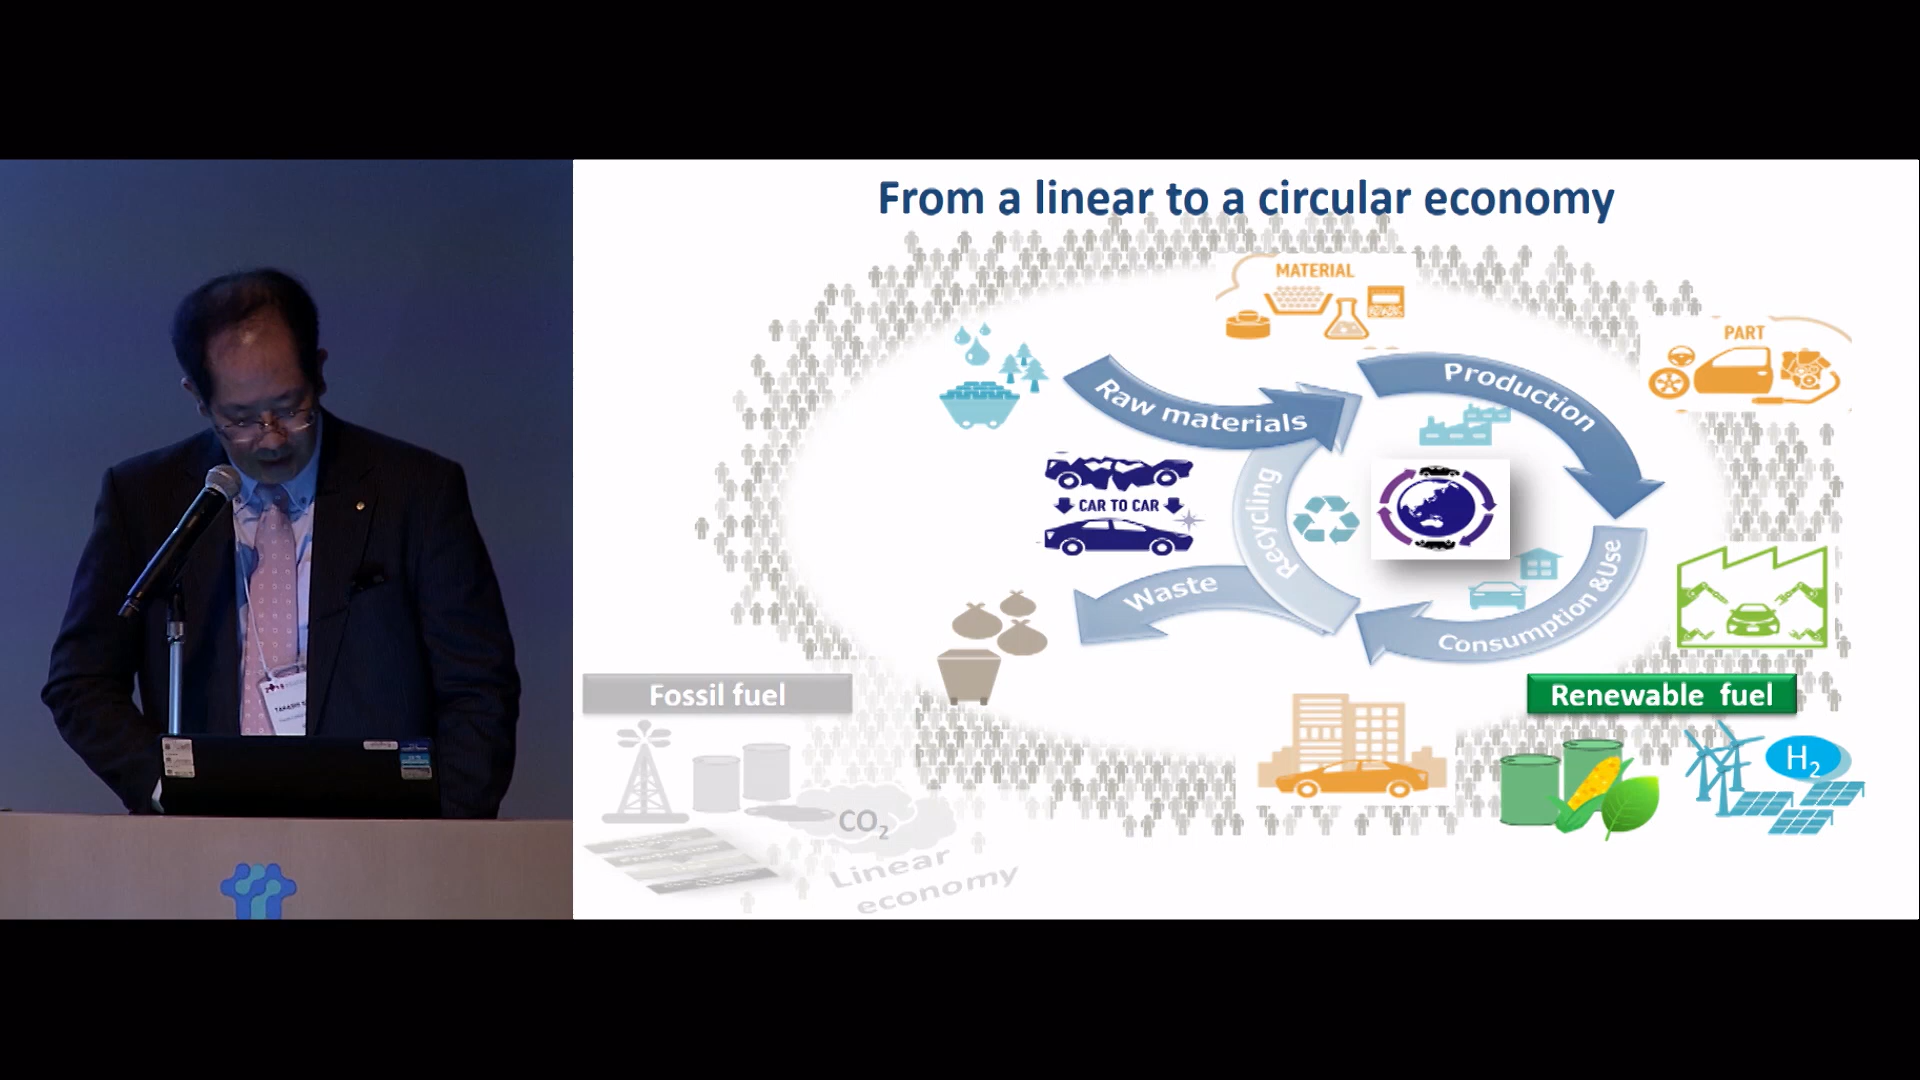 From a linear to a circular economy
MATERIAL
PART
Raw materials
Production
Recycling
CAR TO CAR
Waste
Consumption &Use
Fossil fuel
Renewable fuel
H2
CO2
Linear
economy